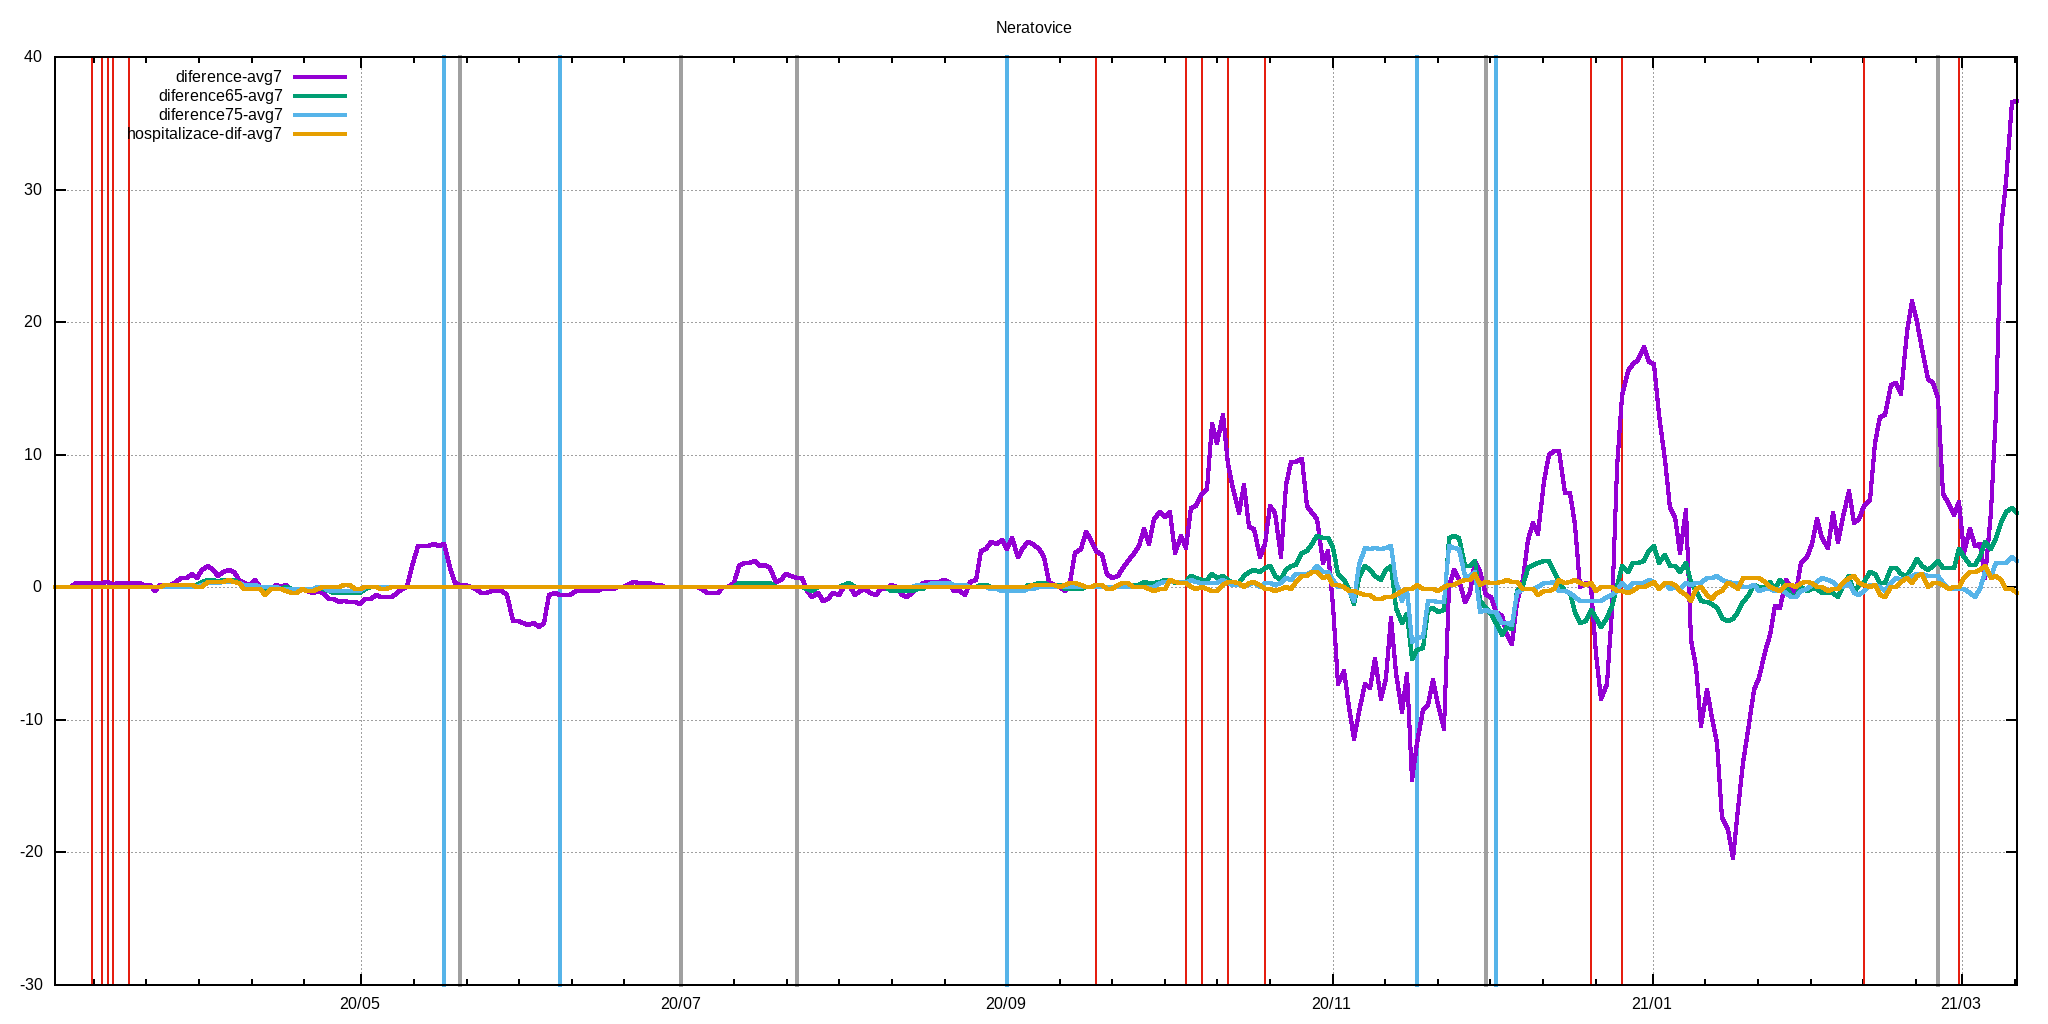 Neratovice
40
diference-avg7
diference65-avg7
diference75-avg7
hospitalizace-dif-avg7
30
20
10
0
-10
-20
-30
20/05 20/07 20/09 20/11 21/01 21/03